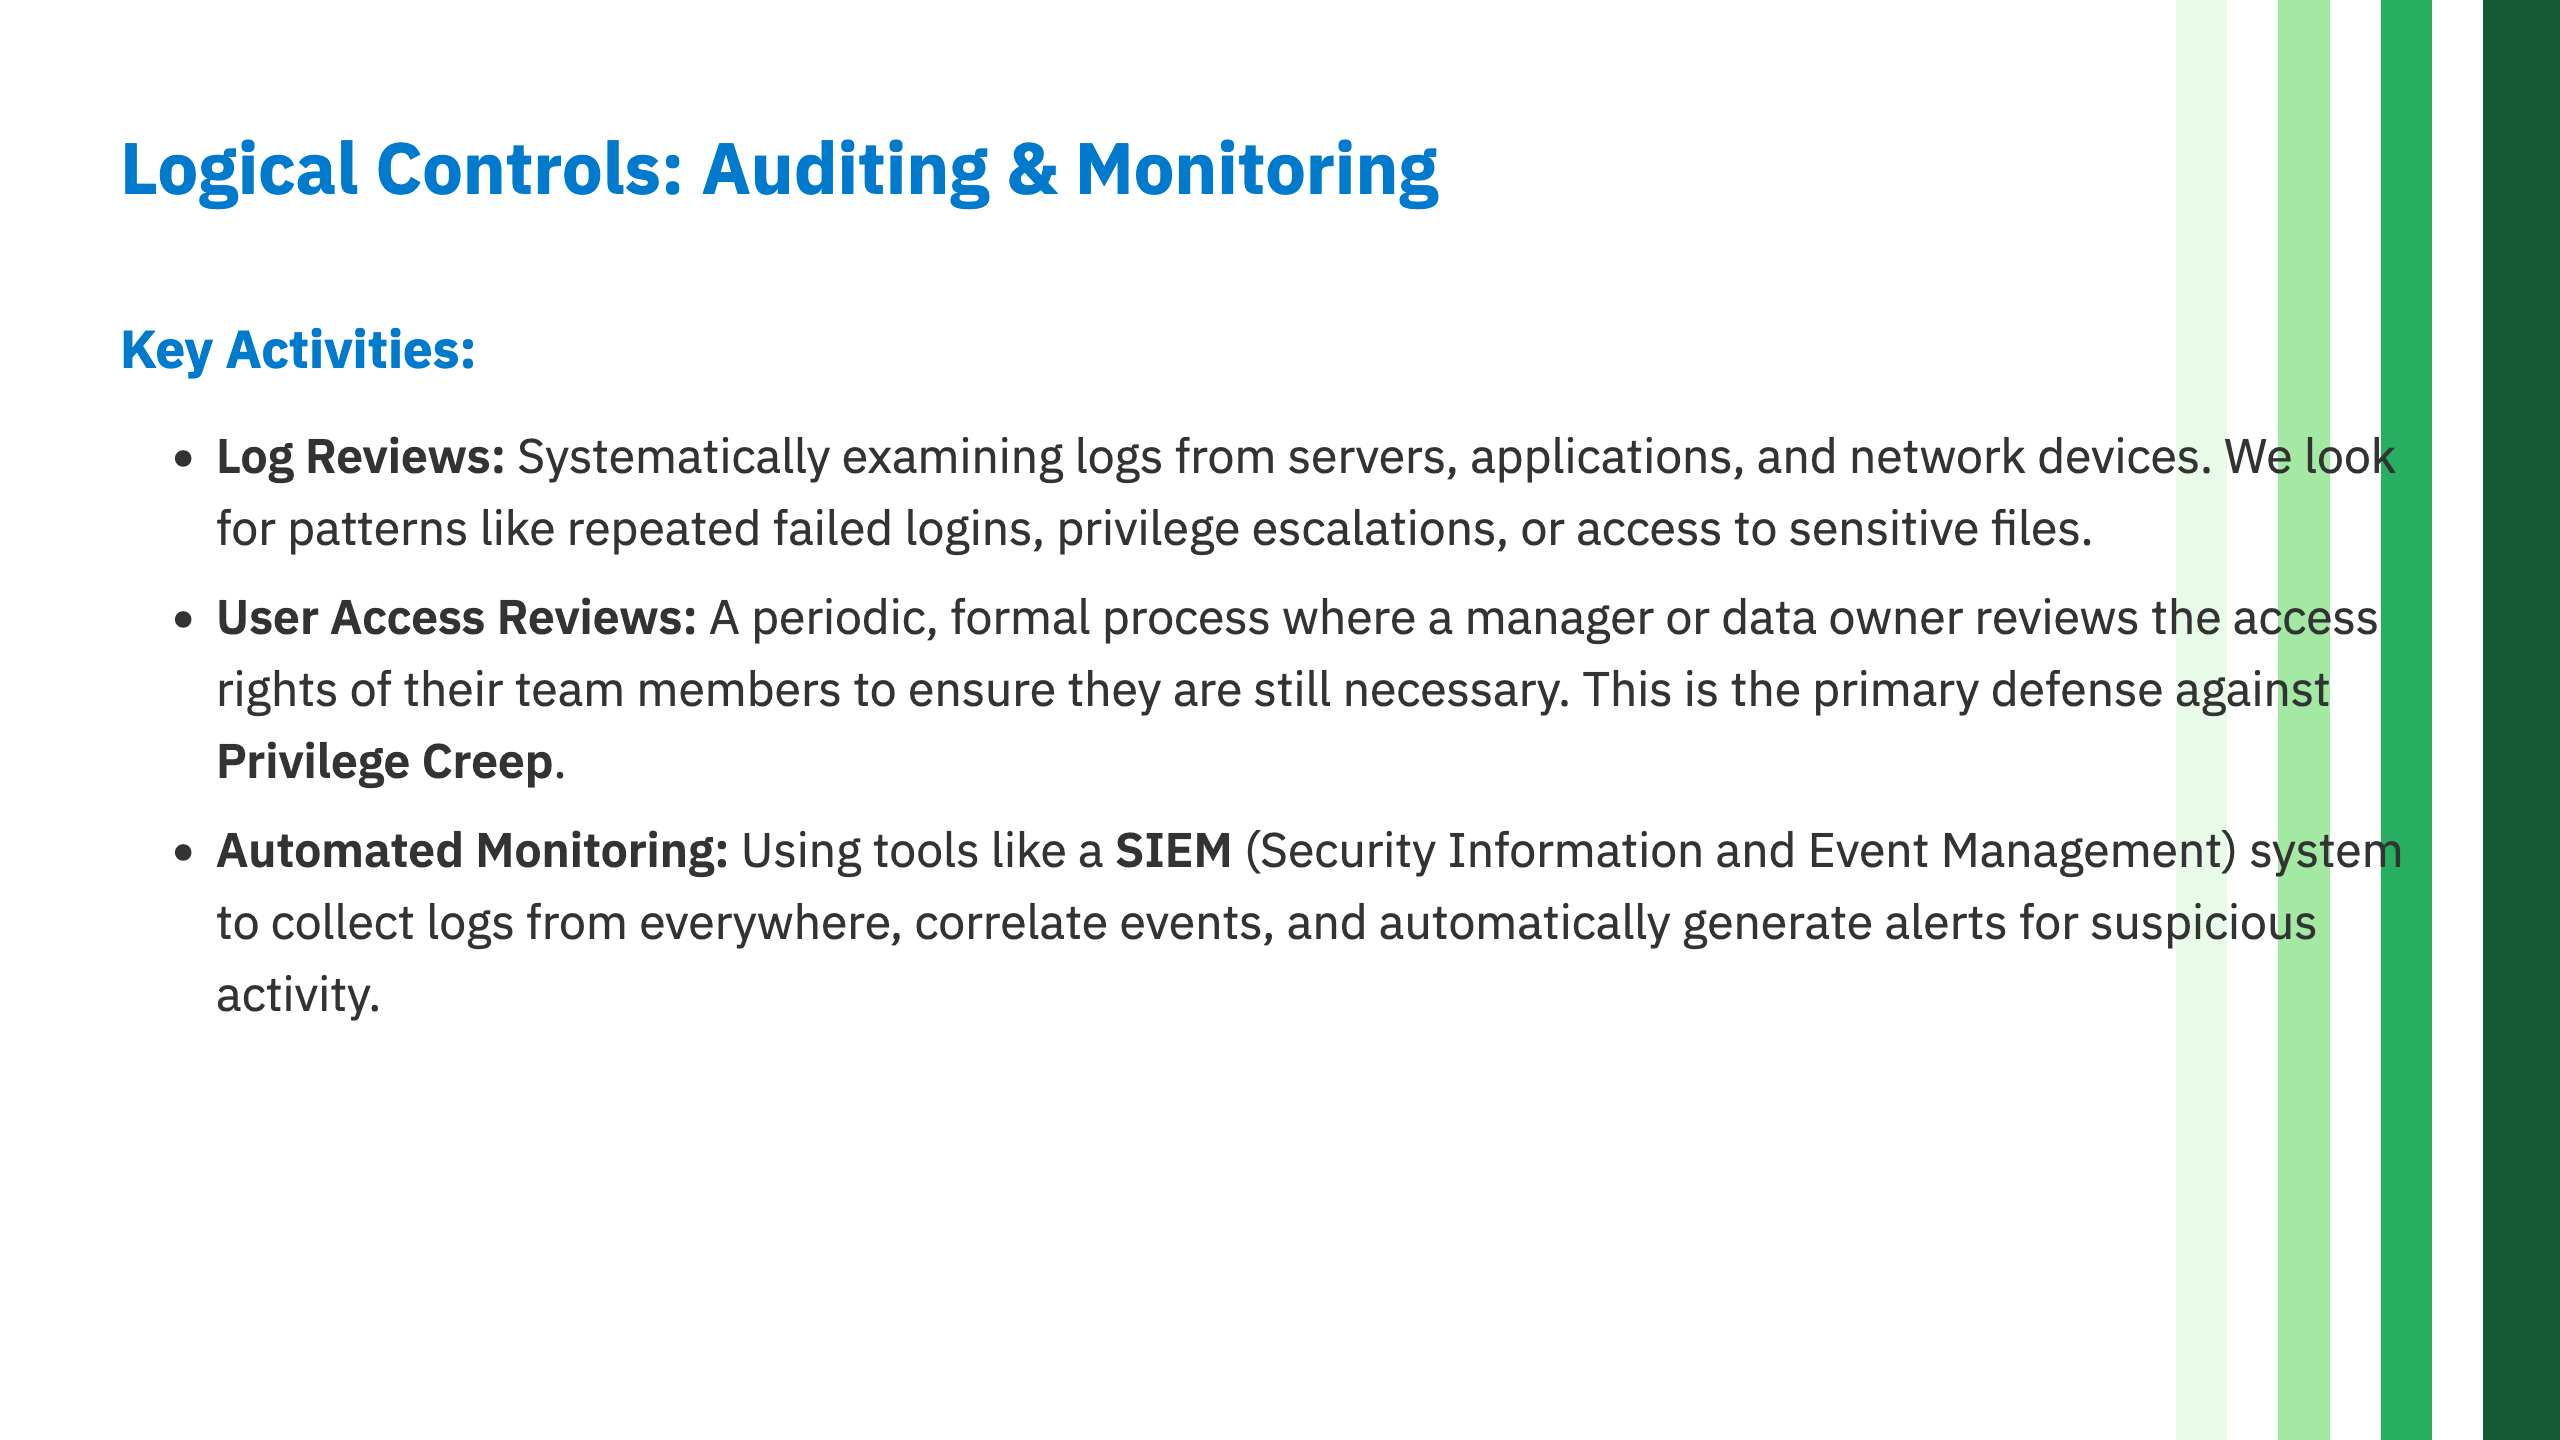 Logical Controls: Auditing & Monitoring
Key Activities:
• Log Reviews: Systematically examining logs from servers, applications, and network devices. We look
for patterns like repeated failed logins, privilege escalations, or access to sensitive files.
• User Access Reviews: A periodic, formal process where a manager or data owner reviews the access
rights of their team members to ensure they are still necessary. This is the primary defense against
Privilege Creep.
• Automated Monitoring: Using tools like a SIEM (Security Information and Event Management) system
to collect logs from everywhere, correlate events, and automatically generate alerts for suspicious
activity.